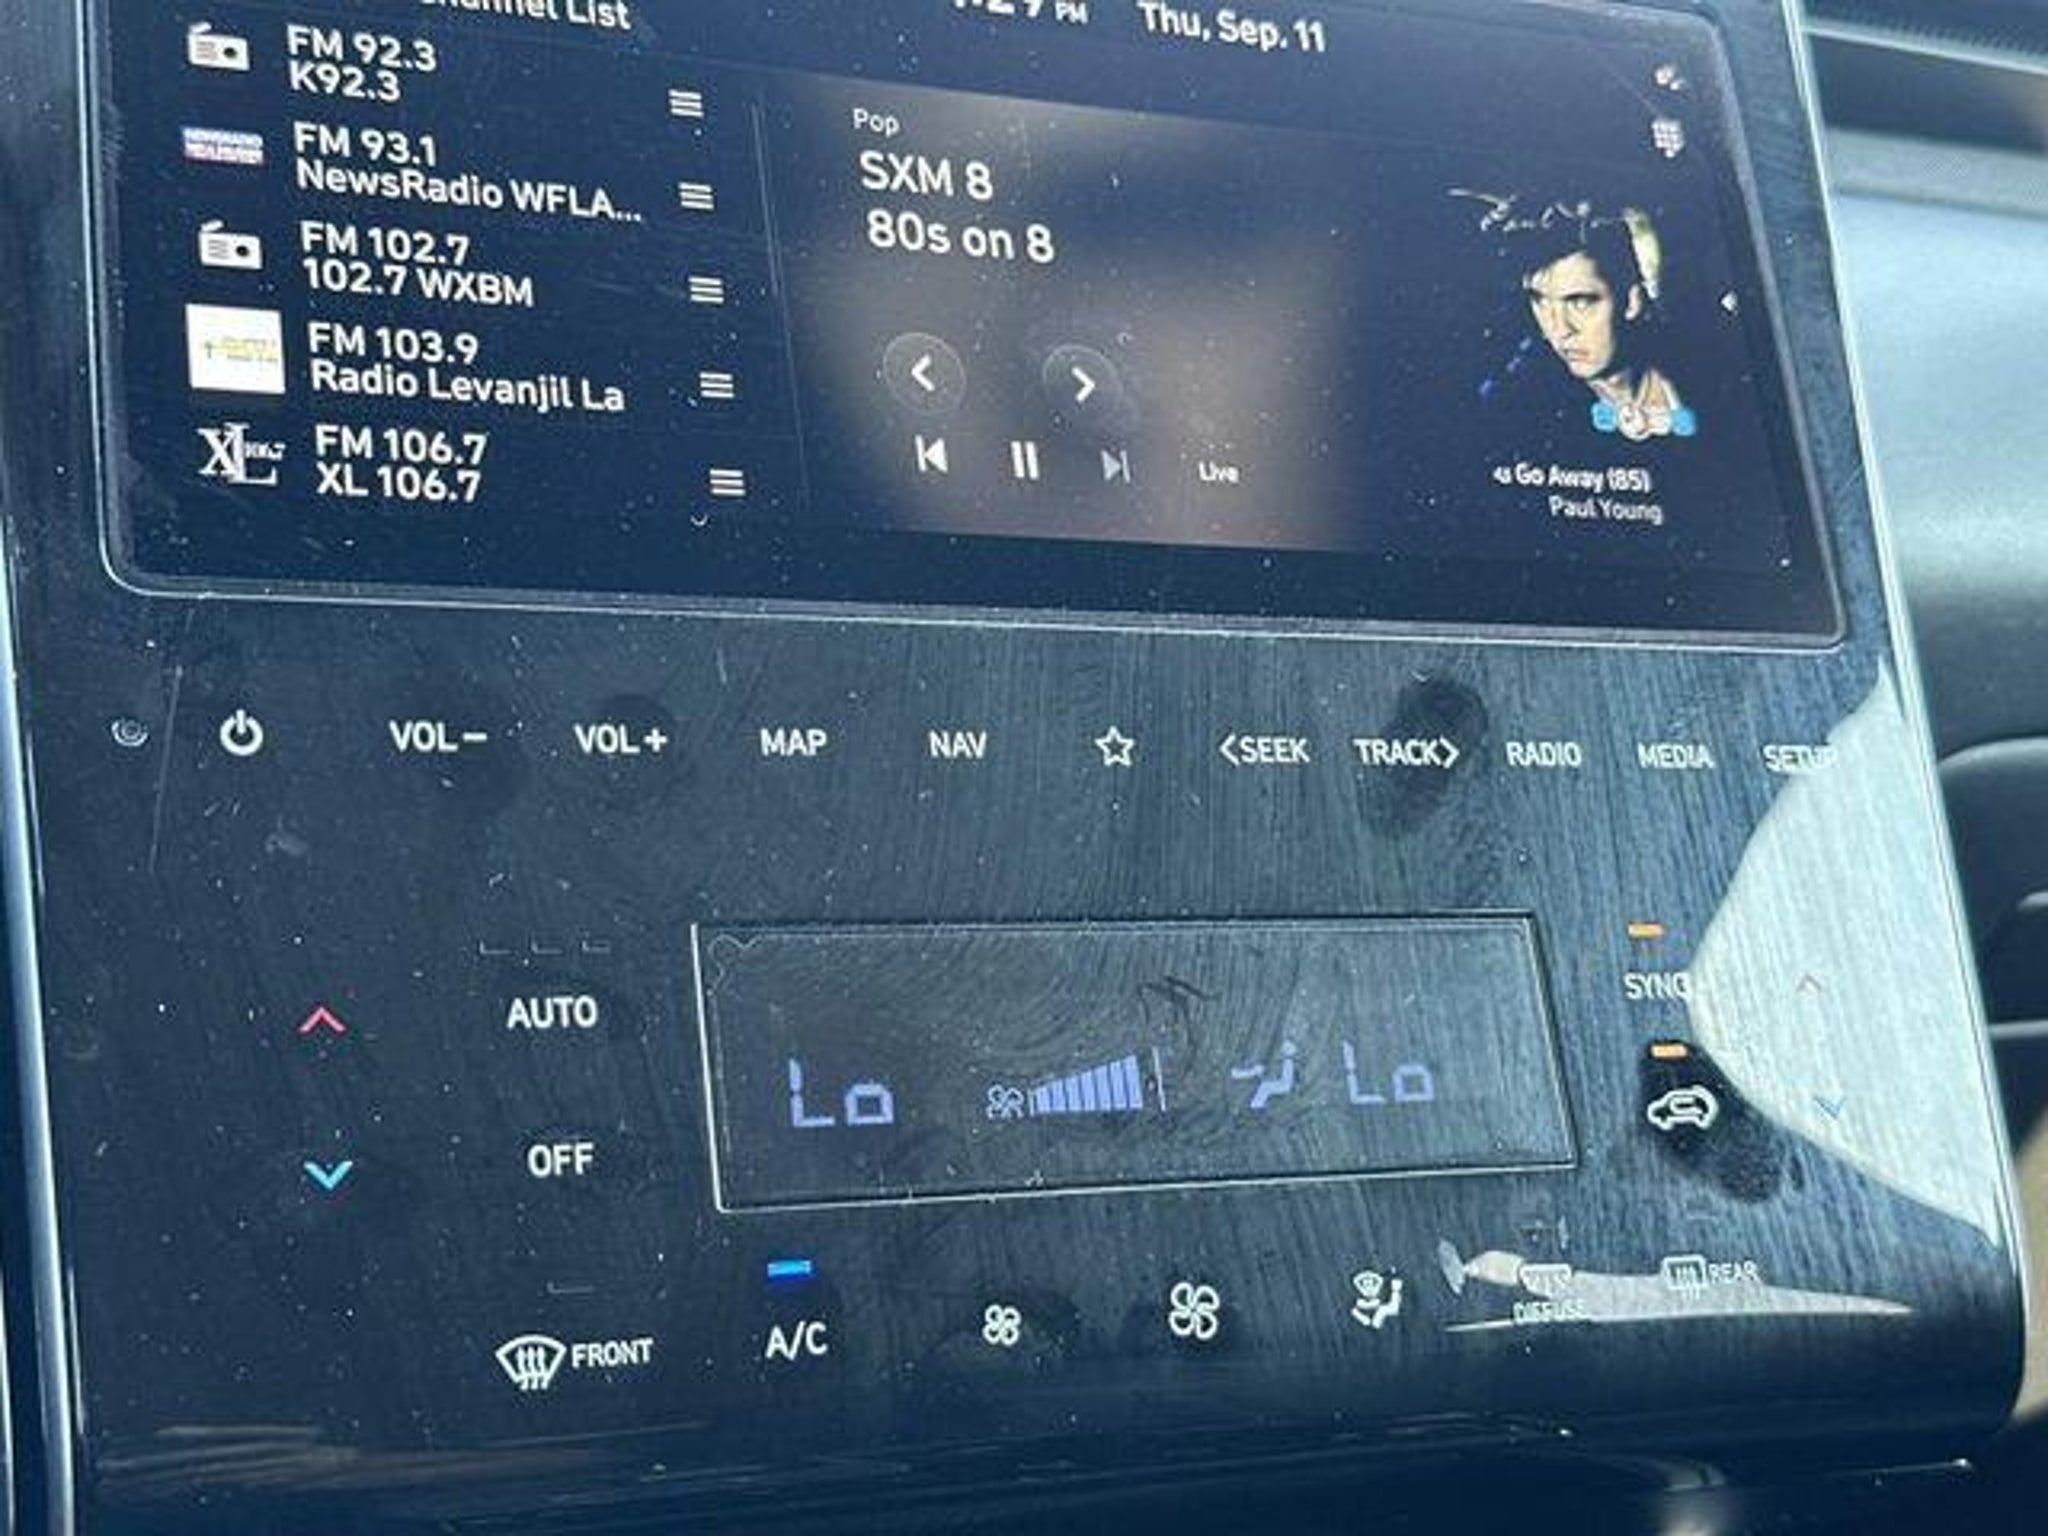 Thu, Sep. 11
FM 92.3
K92.3
FM 93.1
NewsRadio WFLA...
FM 102.7
102.7 WXBM
FM 103.9
Radio Levanjil La
FM 106.7
XL 106.7
Pop
SXM 8
80s on 8
Live
Go Away (85)
Paul Young
VOL−
VOL+
MAP
NAV
<SEEK
TRACK>
RADIO
MEDIA
SETUP
AUTO
SYNC
Lo
Lo
OFF
FRONT
A/C
DIFFUSE
REAR